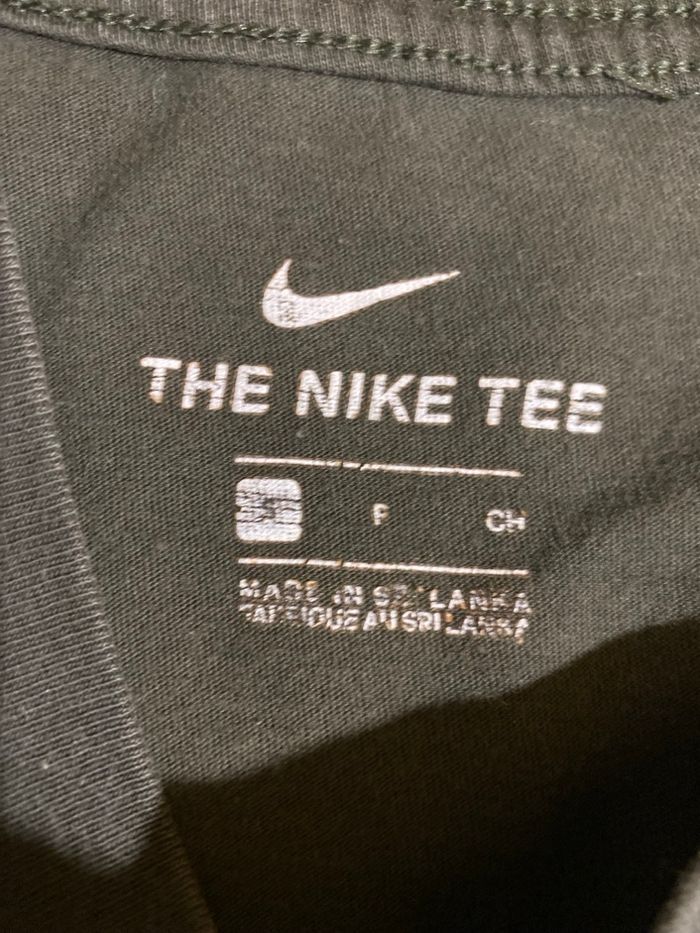 THE NIKE TEE
P CH
MADE IN SRI LANKA
FABRIQUE AU SRI LANKA